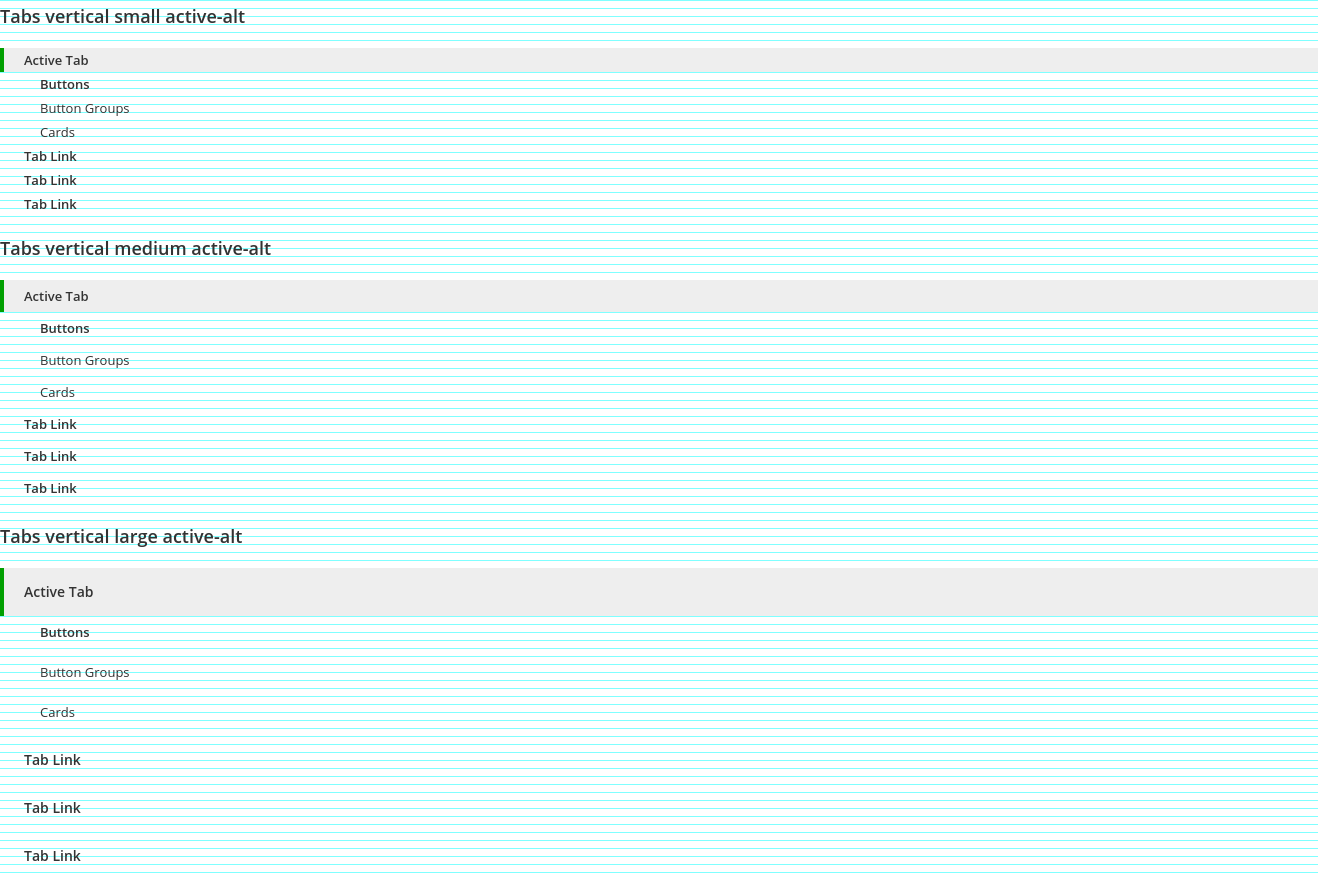 Tabs vertical small active-alt
Active Tab
Buttons
Button Groups
Cards
Tab Link
Tab Link
Tab Link
Tabs vertical medium active-alt
Active Tab
Buttons
Button Groups
Cards
Tab Link
Tab Link
Tab Link
Tabs vertical large active-alt
Active Tab
Buttons
Button Groups
Cards
Tab Link
Tab Link
Tab Link